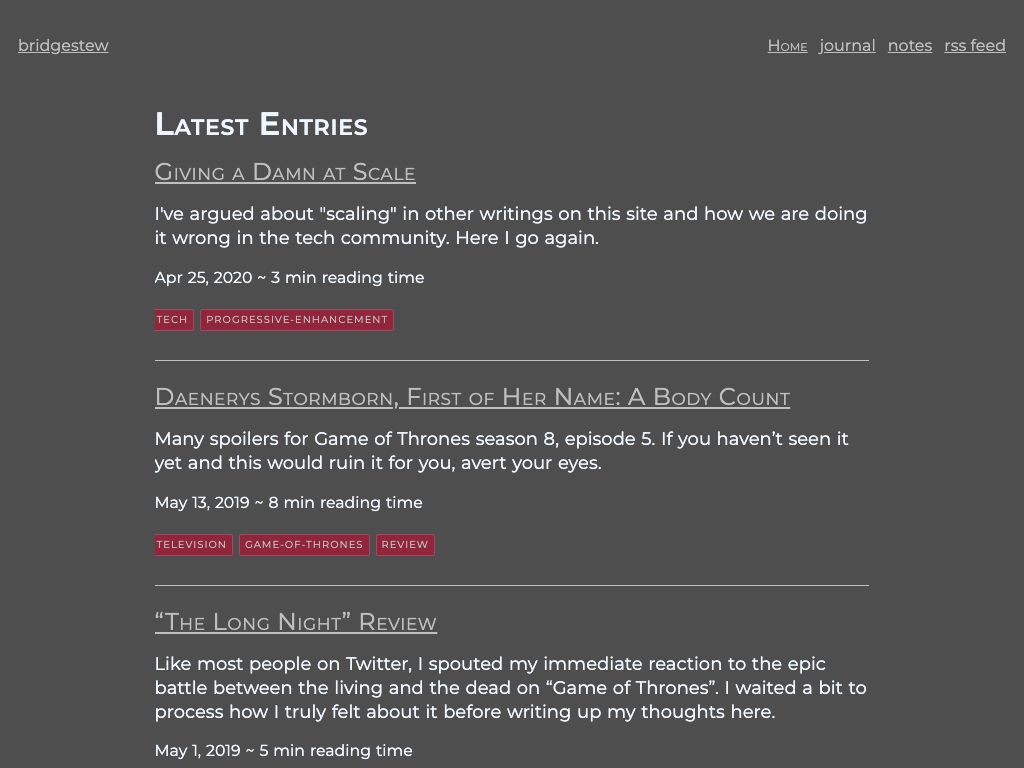 bridgestew
Home journal notes rss feed
Latest Entries
Giving a Damn at Scale
I've argued about "scaling" in other writings on this site and how we are doing
it wrong in the tech community. Here I go again.
Apr 25, 2020 ~ 3 min reading time
TECH PROGRESSIVE-ENHANCEMENT
Daenerys Stormborn, First of Her Name: A Body Count
Many spoilers for Game of Thrones season 8, episode 5. If you haven’t seen it
yet and this would ruin it for you, avert your eyes.
May 13, 2019 ~ 8 min reading time
TELEVISION GAME-OF-THRONES REVIEW
“The Long Night” Review
Like most people on Twitter, I spouted my immediate reaction to the epic
battle between the living and the dead on “Game of Thrones”. I waited a bit to
process how I truly felt about it before writing up my thoughts here.
May 1, 2019 ~ 5 min reading time